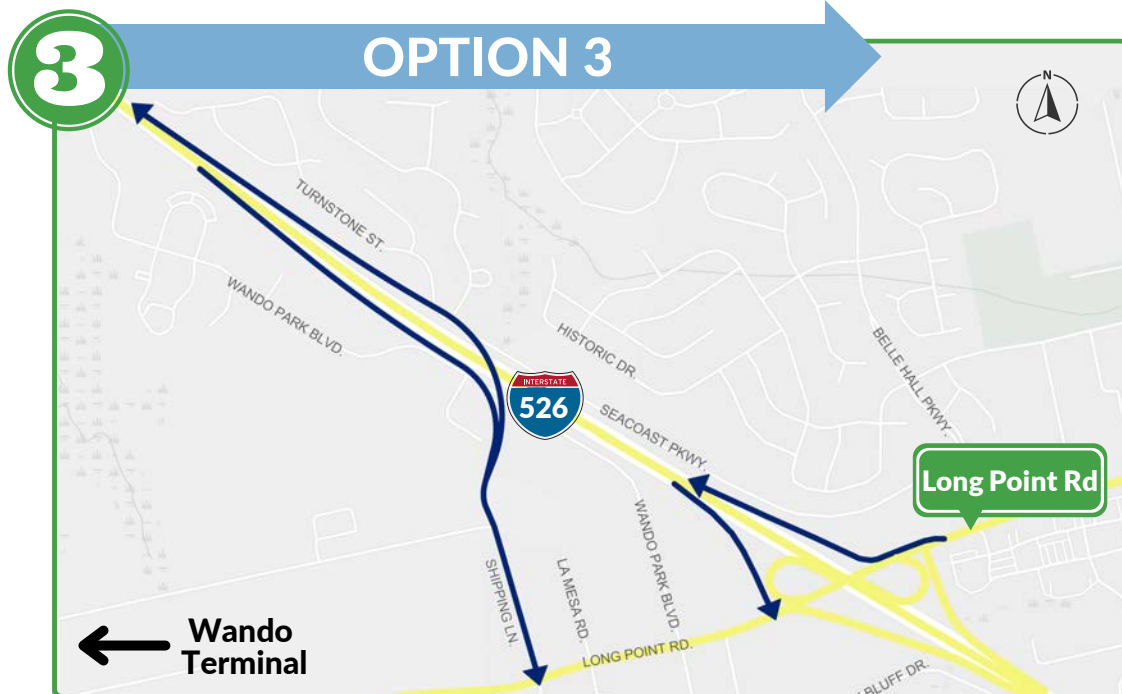 3
OPTION 3
N
TURNSTONE ST.
WANDO PARK BLVD.
HISTORIC DR.
BELLE HALL PKWY.
INTERSTATE
526
SEACOAST PKWY.
Long Point Rd
WANDO PARK BLVD.
SHIPPING LN.
LA MESA RD.
Wando
Terminal
LONG POINT RD.
BLUFF DR.